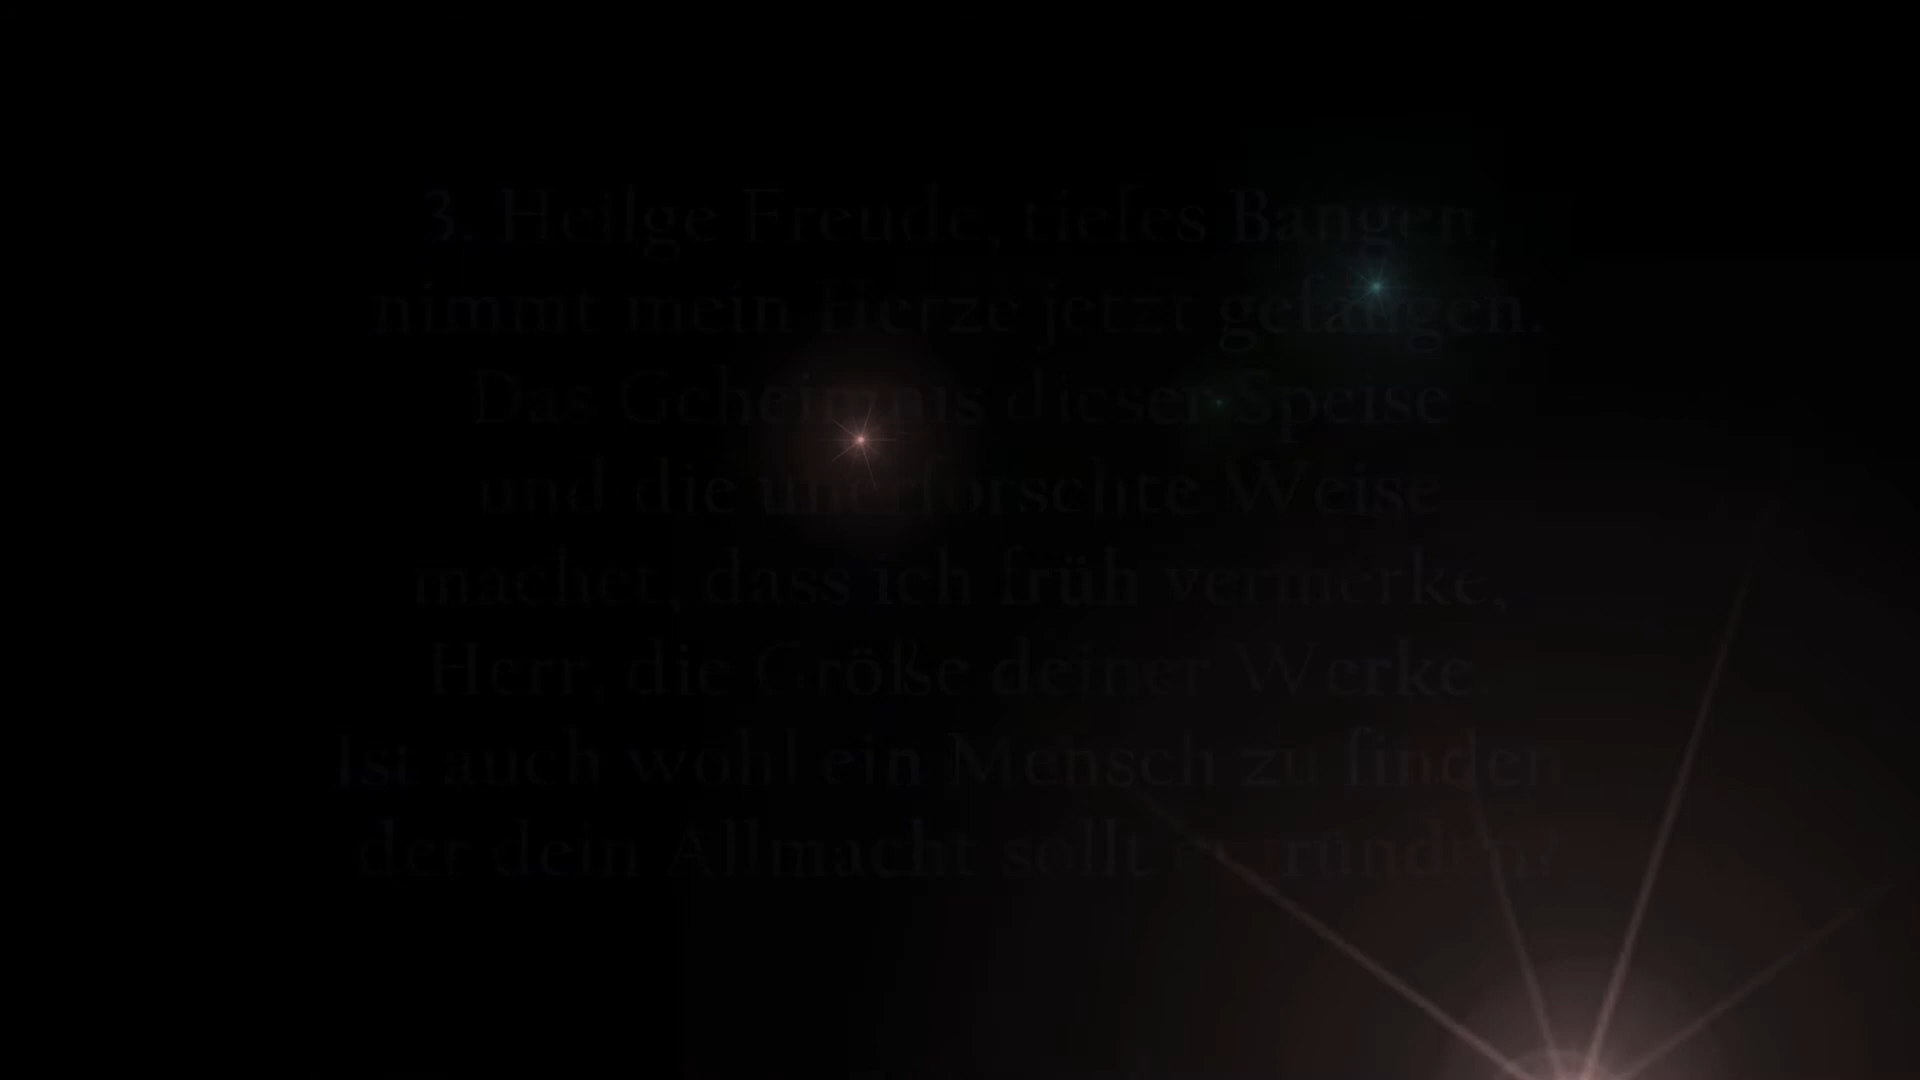 3. Heilge Freude, tiefes Bangen,
nimmt mein Herze jetzt gefangen.
Das Geheimnis dieser Speise
und die unerforschte Weise
machet, dass ich früh vermerke,
Herr, die Größe deiner Werke.
Ist auch wohl ein Mensch zu finden
der dein Allmacht sollt ergründen?